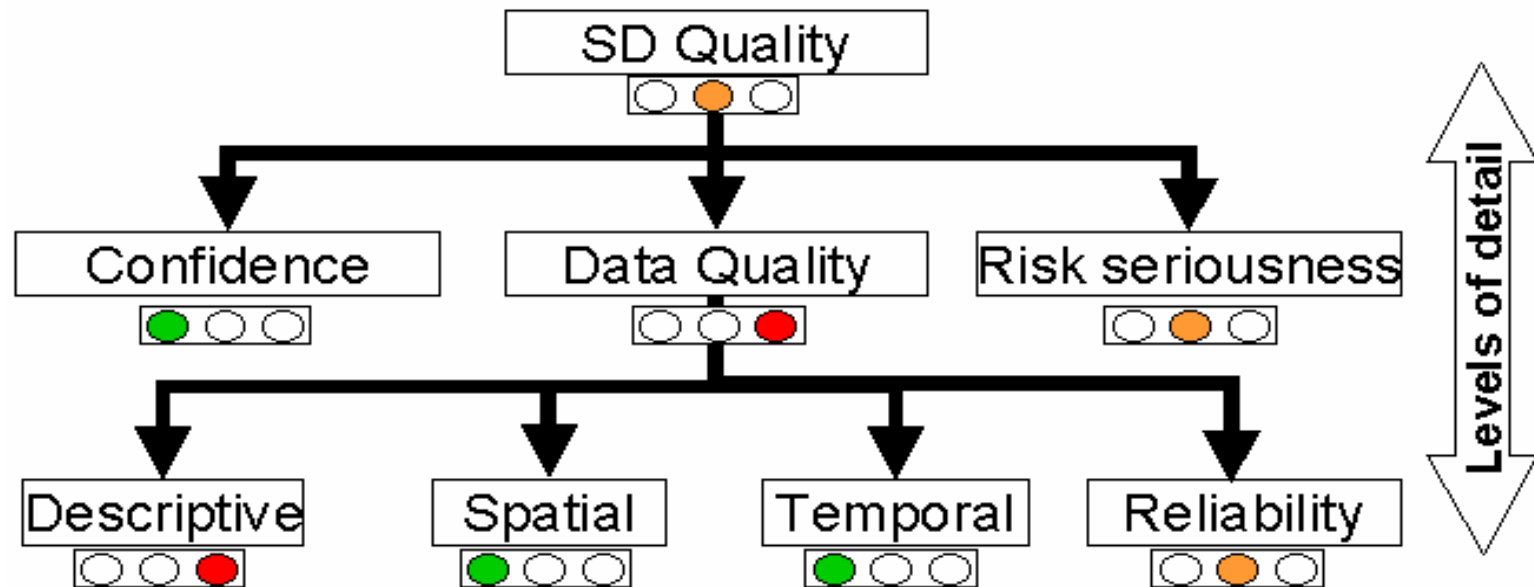 SD Quality
Confidence
Data Quality
Risk seriousness
Descriptive
Spatial
Temporal
Reliability
Levels of detail